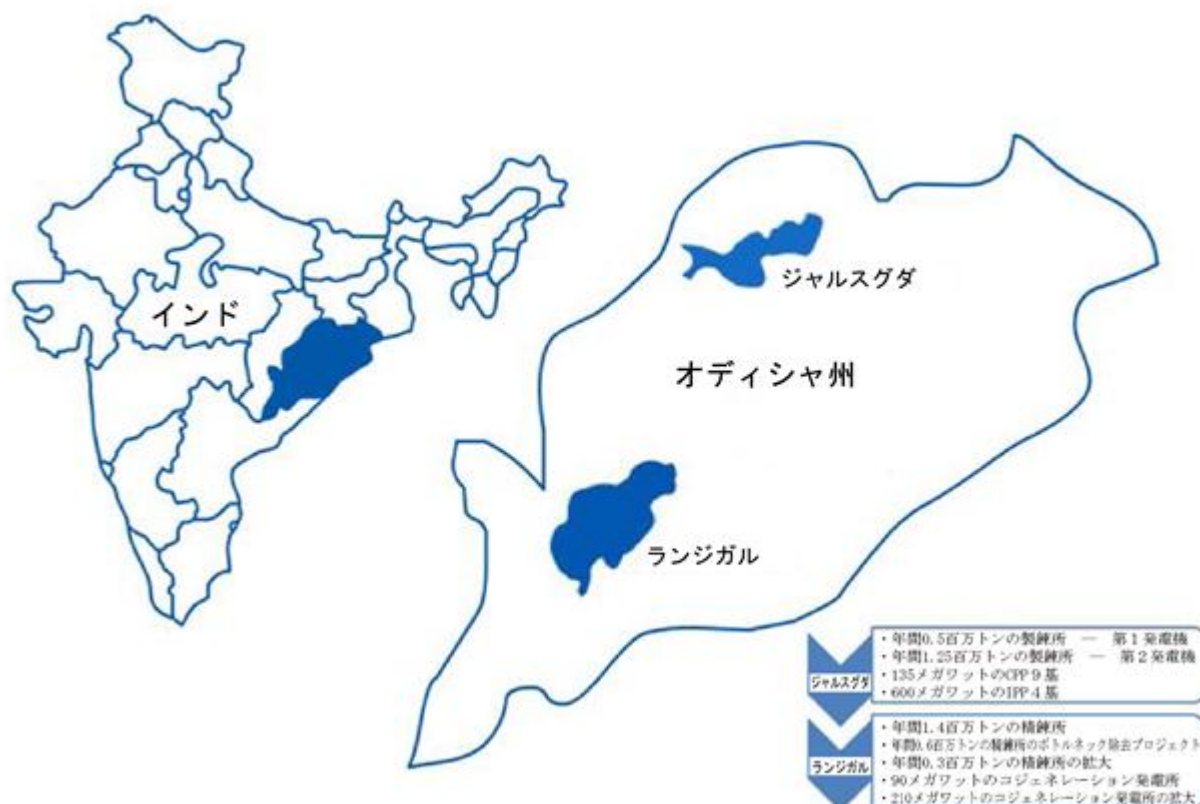 インド
ジャルスグダ
オディシャ州
ランジガル
ジャルスグダ
・年間0.5百万トンの製錬所 ― 第1発電機
・年間1.25百万トンの製錬所 ― 第2発電機
・135メガワットのCPP9基
・600メガワットのIPP4基
ランジガル
・年間1.4百万トンの精錬所
・年間0.6百万トンの精錬所のボトルネック除去プロジェクト
・年間0.3百万トンの精錬所の拡大
・90メガワットのコジェネレーション発電所
・210メガワットのコジェネレーション発電所の拡大